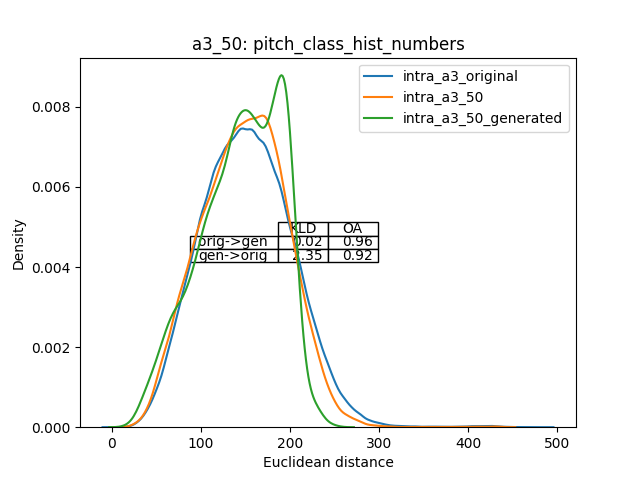 a3_50: pitch_class_hist_numbers
intra_a3_original
intra_a3_50
intra_a3_50_generated
0.008
0.006
0.004
0.002
0.000
Density
KLD OA
orig->gen 0.02 0.96
gen->orig 2.35 0.92
0 100 200 300 400 500
Euclidean distance